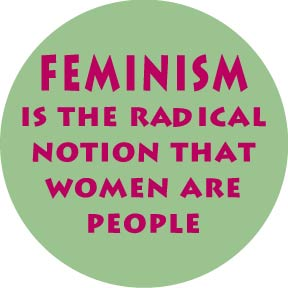 FEMINISM
IS THE RADICAL
NOTION THAT
WOMEN ARE
PEOPLE